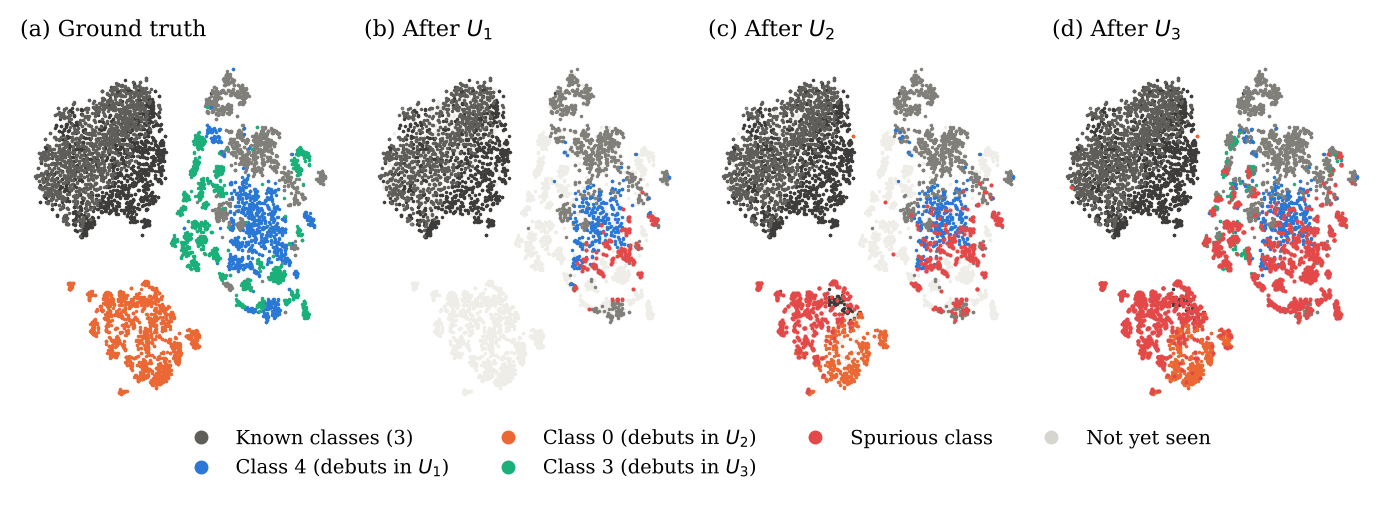 (a) Ground truth
(b) After U₁
(c) After U₂
(d) After U₃
Known classes (3)
Class 0 (debuts in U₂)
Spurious class
Not yet seen
Class 4 (debuts in U₁)
Class 3 (debuts in U₃)